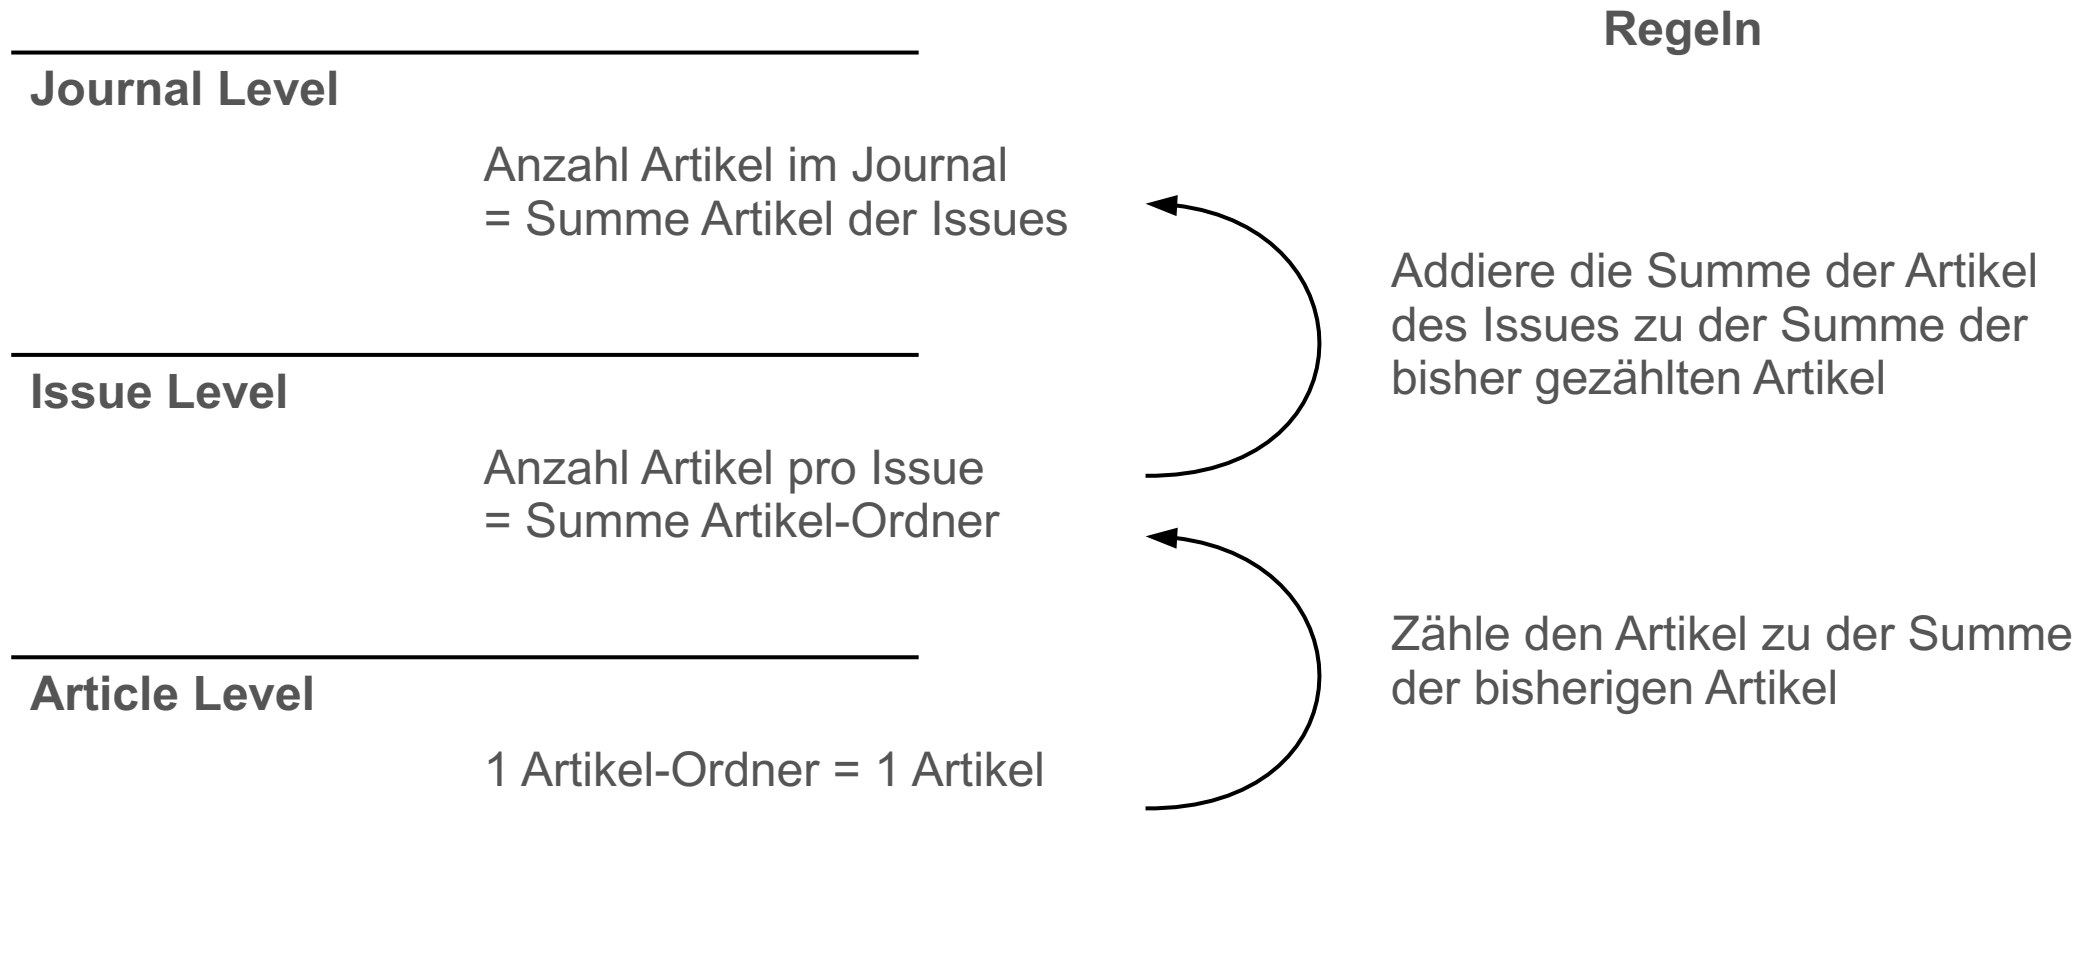 Regeln
Journal Level
Anzahl Artikel im Journal
= Summe Artikel der Issues
Addiere die Summe der Artikel
des Issues zu der Summe der
bisher gezählten Artikel
Issue Level
Anzahl Artikel pro Issue
= Summe Artikel-Ordner
Zähle den Artikel zu der Summe
der bisherigen Artikel
Article Level
1 Artikel-Ordner = 1 Artikel